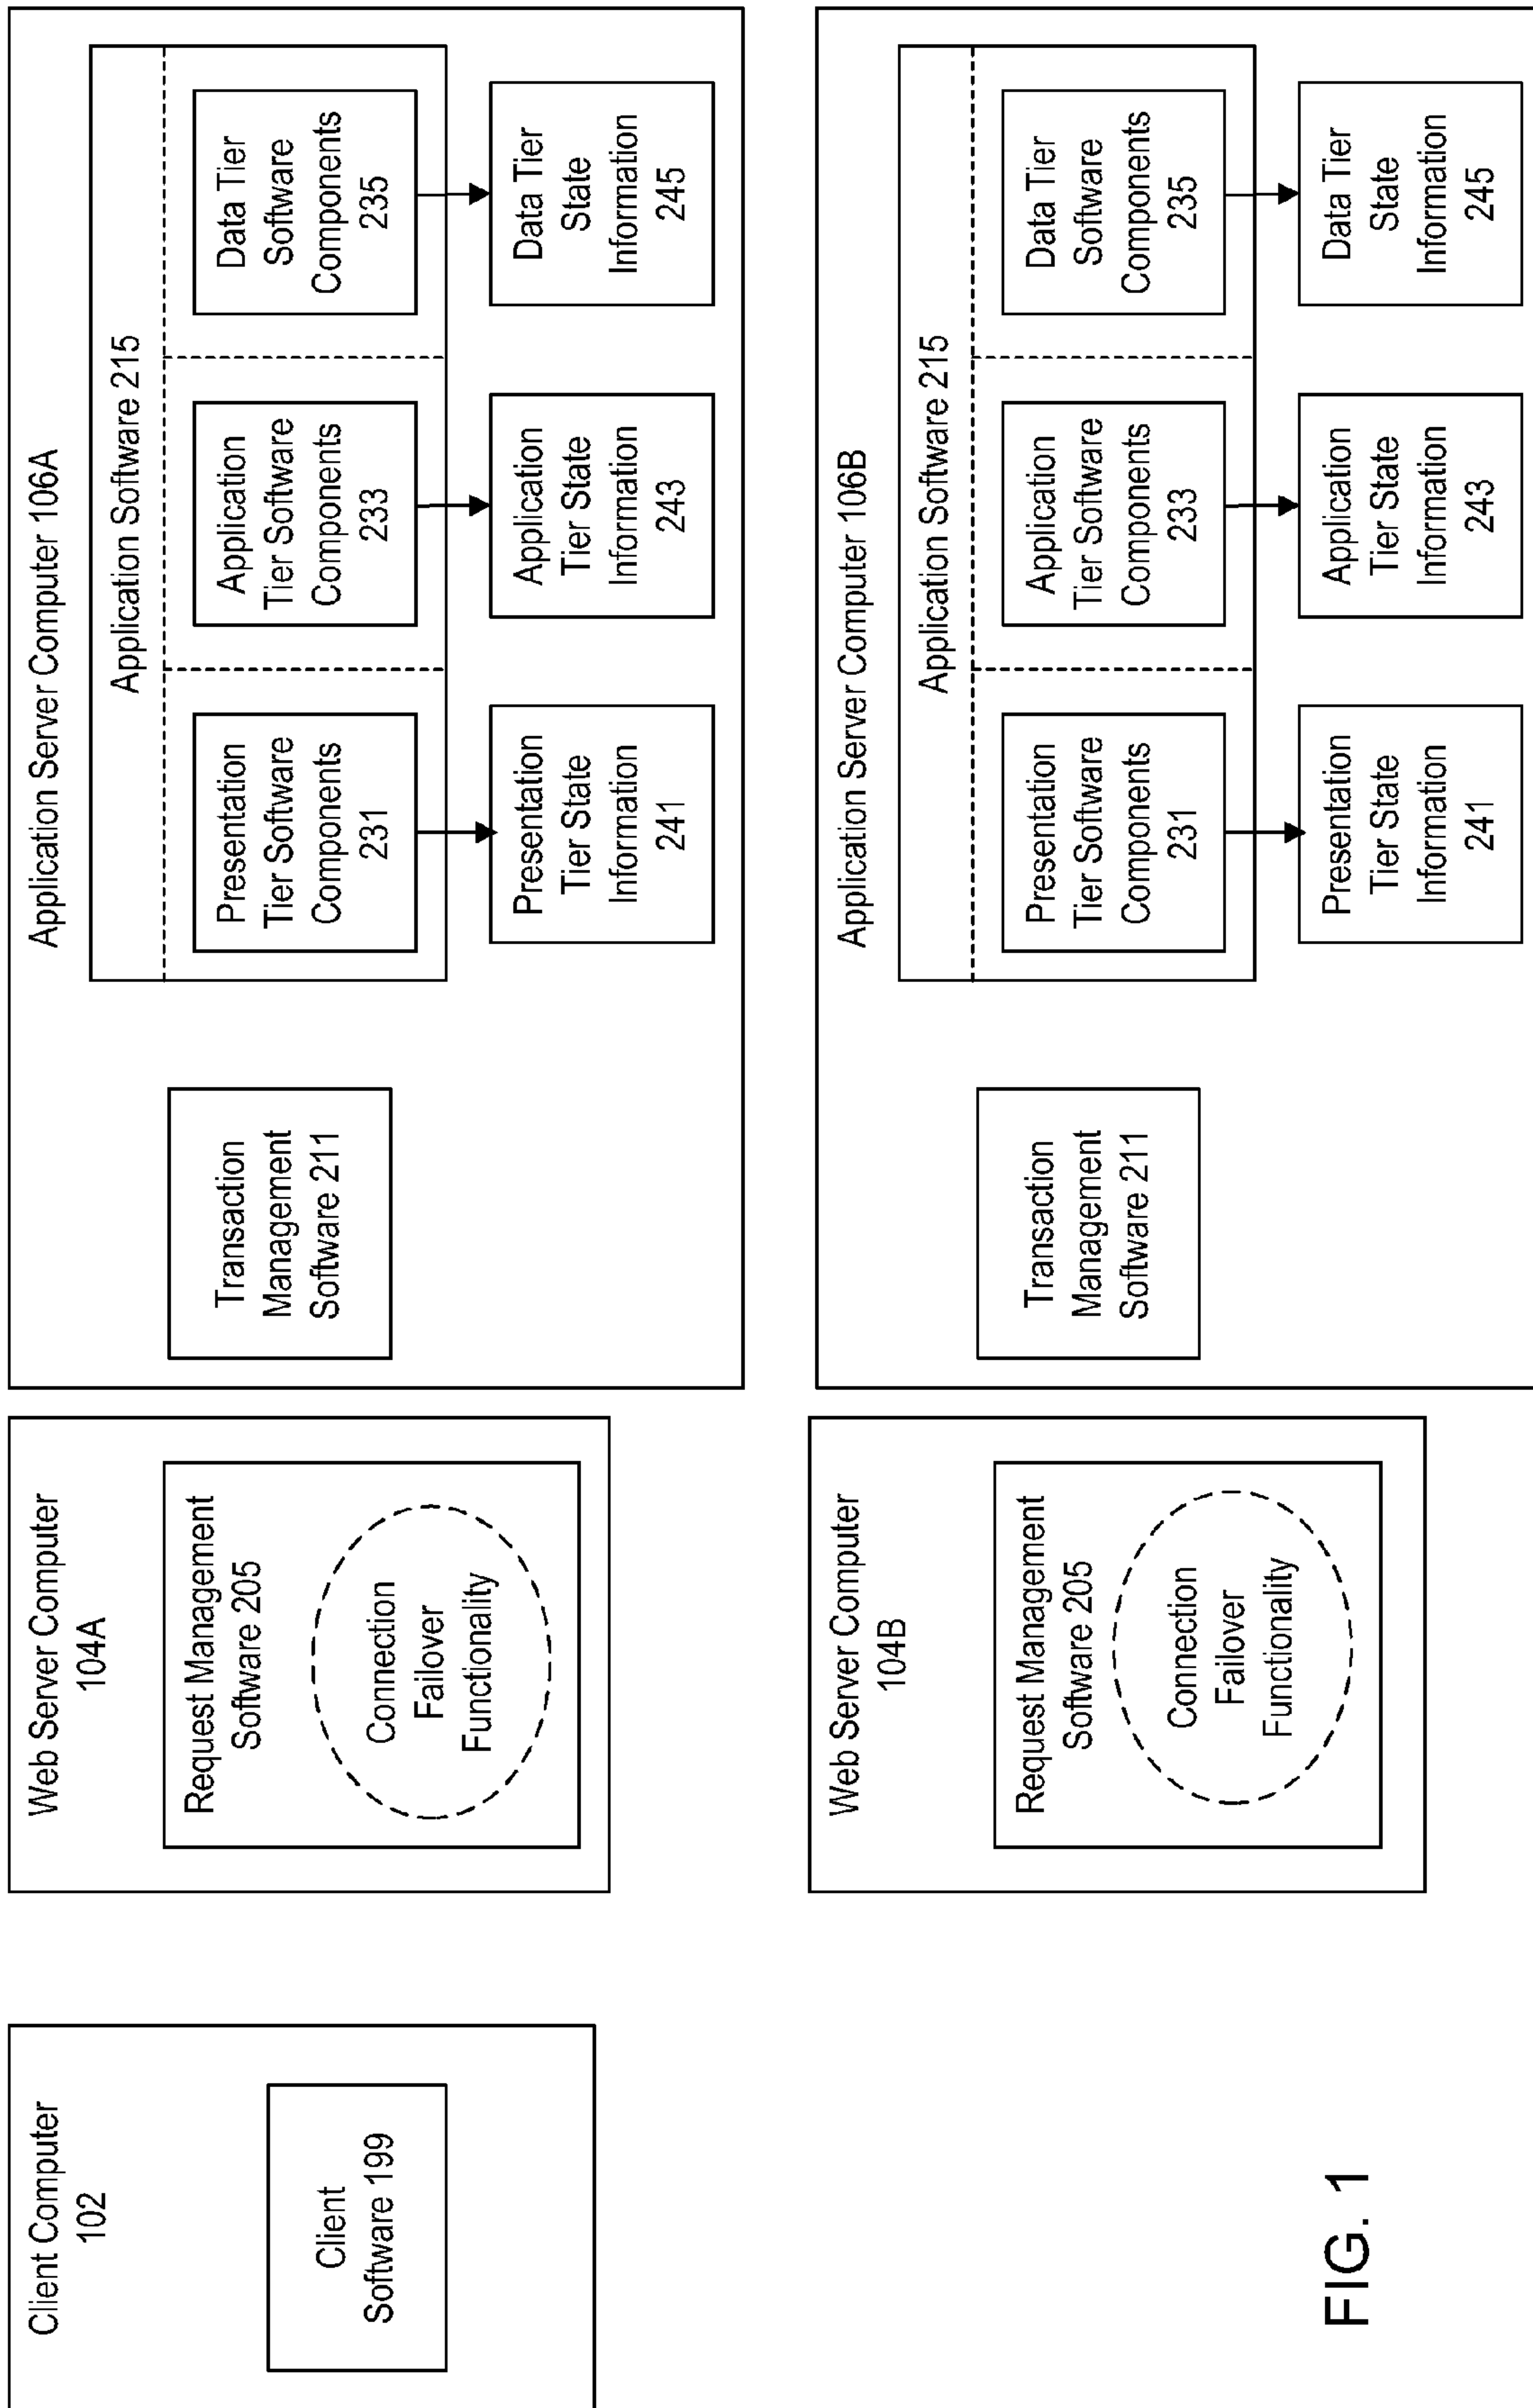 Client Computer
102
Client
Software 199
Web Server Computer
104A
Request Management
Software 205
Connection
Failover
Functionality
Application Server Computer 106A
Transaction
Management
Software 211
Application Software 215
Presentation
Tier Software
Components
231
Application
Tier Software
Components
233
Data Tier
Software
Components
235
Presentation
Tier State
Information
241
Application
Tier State
Information
243
Data Tier
State
Information
245
Web Server Computer
104B
Request Management
Software 205
Connection
Failover
Functionality
Application Server Computer 106B
Transaction
Management
Software 211
Application Software 215
Presentation
Tier Software
Components
231
Application
Tier Software
Components
233
Data Tier
Software
Components
235
Presentation
Tier State
Information
241
Application
Tier State
Information
243
Data Tier
State
Information
245
FIG. 1